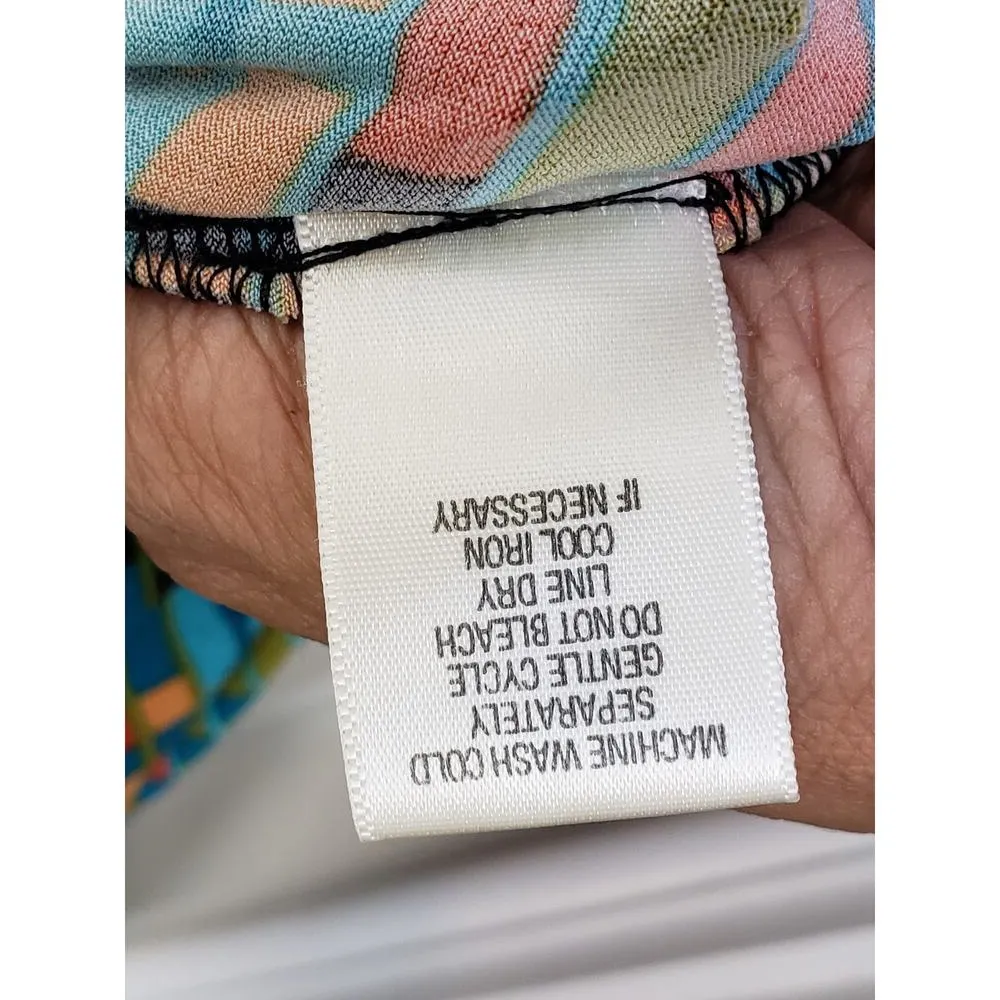 MACHINE WASH COLD
SEPARATELY
GENTLE CYCLE
DO NOT BLEACH
LINE DRY
COOL IRON
IF NECESSARY